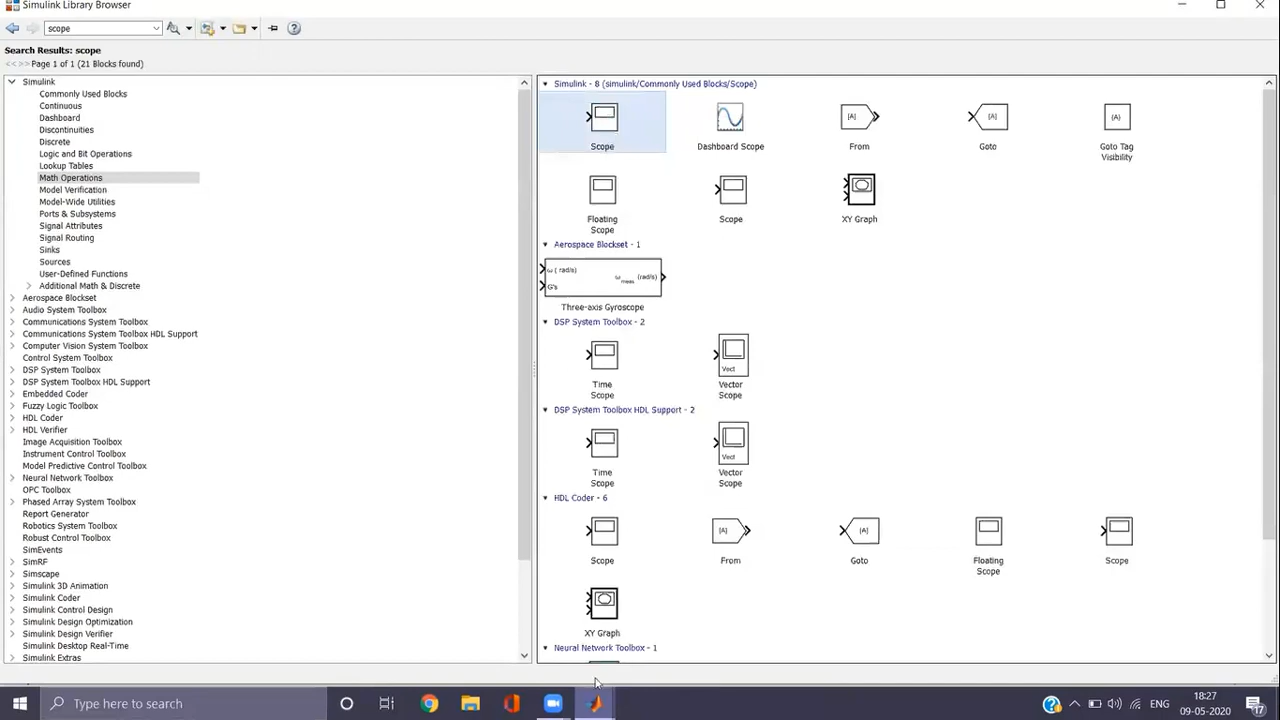 Simulink Library Browser
scope
Search Results: scope
<< >> Page 1 of 1 (21 Blocks found)
Simulink
Commonly Used Blocks
Continuous
Dashboard
Discontinuities
Discrete
Logic and Bit Operations
Lookup Tables
Math Operations
Model Verification
Model-Wide Utilities
Ports & Subsystems
Signal Attributes
Signal Routing
Sinks
Sources
User-Defined Functions
Additional Math & Discrete
Aerospace Blockset
Audio System Toolbox
Communications System Toolbox
Communications System Toolbox HDL Support
Computer Vision System Toolbox
Control System Toolbox
DSP System Toolbox
DSP System Toolbox HDL Support
Embedded Coder
Fuzzy Logic Toolbox
HDL Coder
HDL Verifier
Image Acquisition Toolbox
Instrument Control Toolbox
Model Predictive Control Toolbox
Neural Network Toolbox
OPC Toolbox
Phased Array System Toolbox
Report Generator
Robotics System Toolbox
Robust Control Toolbox
SimEvents
SimRF
Simscape
Simulink 3D Animation
Simulink Coder
Simulink Control Design
Simulink Design Optimization
Simulink Design Verifier
Simulink Desktop Real-Time
Simulink Extras
Simulink - 8 (simulink/Commonly Used Blocks/Scope)
[A] [A] {A}
Scope Dashboard Scope From Goto Goto Tag
Visibility
Floating Scope XY Graph
Scope
Aerospace Blockset - 1
ω ( rad/s) ω meas (rad/s)
G's
Three-axis Gyroscope
DSP System Toolbox - 2
Vect
Time Vector
Scope Scope
DSP System Toolbox HDL Support - 2
Vect
Time Vector
Scope Scope
HDL Coder - 6
[A] [A]
Scope From Goto Floating Scope
Scope
XY Graph
Neural Network Toolbox - 1
Type here to search
ENG
18:27
09-05-2020
17